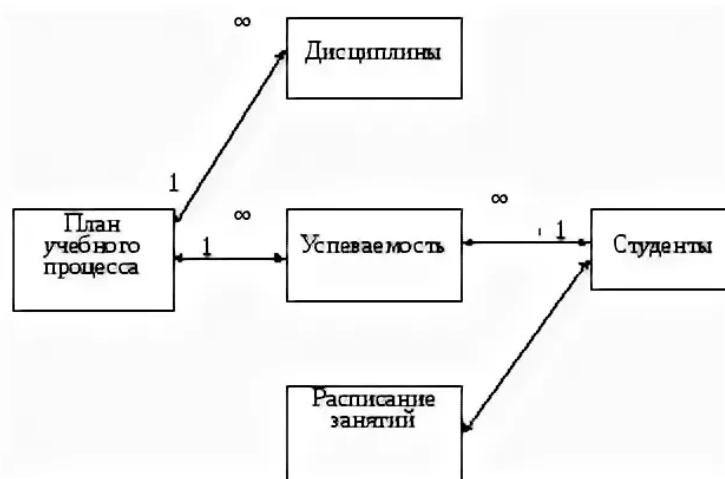 ∞
Дисциплины
1
План
учебного
процесса
∞
1
Успеваемость
∞
1
Студенты
Расписание
занятий